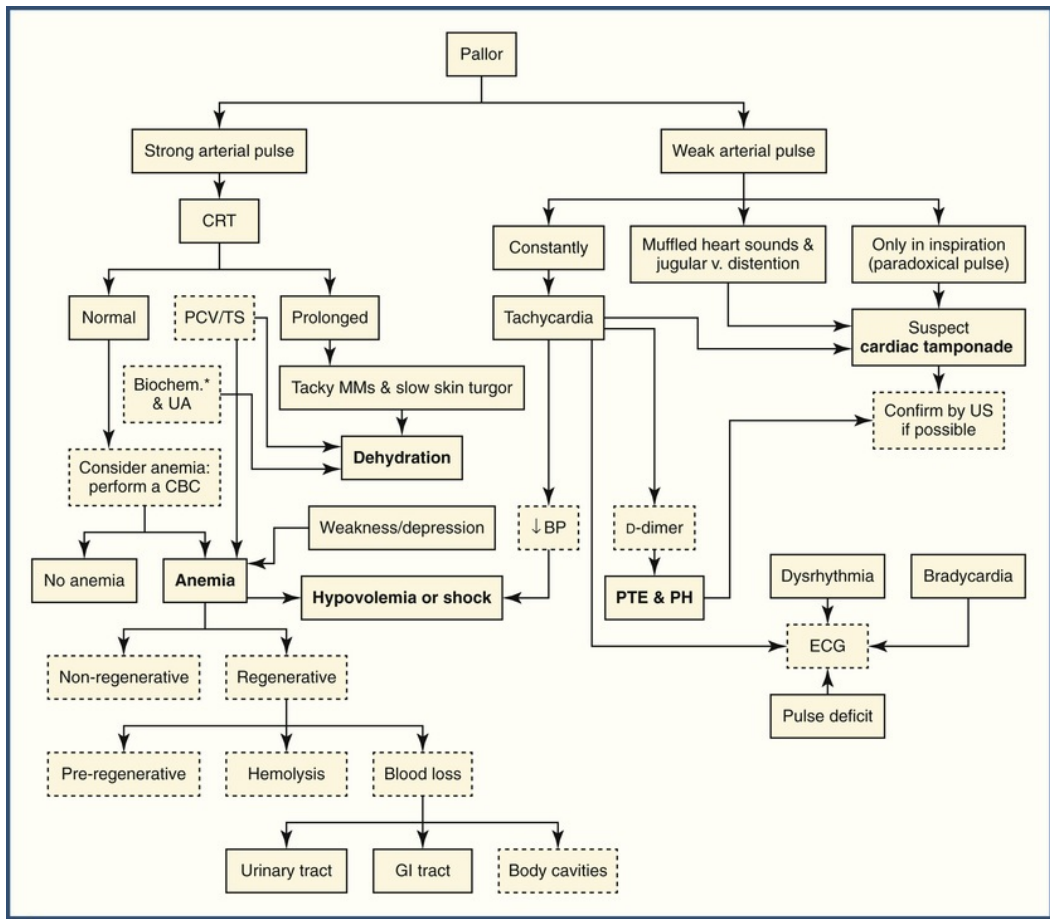 Pallor
Strong arterial pulse
Weak arterial pulse
CRT
Constantly
Muffled heart sounds &
jugular v. distention
Only in inspiration
(paradoxical pulse)
Normal
PCV/TS
Prolonged
Tachycardia
Suspect
cardiac tamponade
Biochem.*
& UA
Tacky MMs & slow skin turgor
Confirm by US
if possible
Dehydration
Consider anemia:
perform a CBC
Weakness/depression
↓BP
D-dimer
No anemia
Anemia
Hypovolemia or shock
PTE & PH
Dysrhythmia
Bradycardia
ECG
Non-regenerative
Regenerative
Pulse deficit
Pre-regenerative
Hemolysis
Blood loss
Urinary tract
GI tract
Body cavities